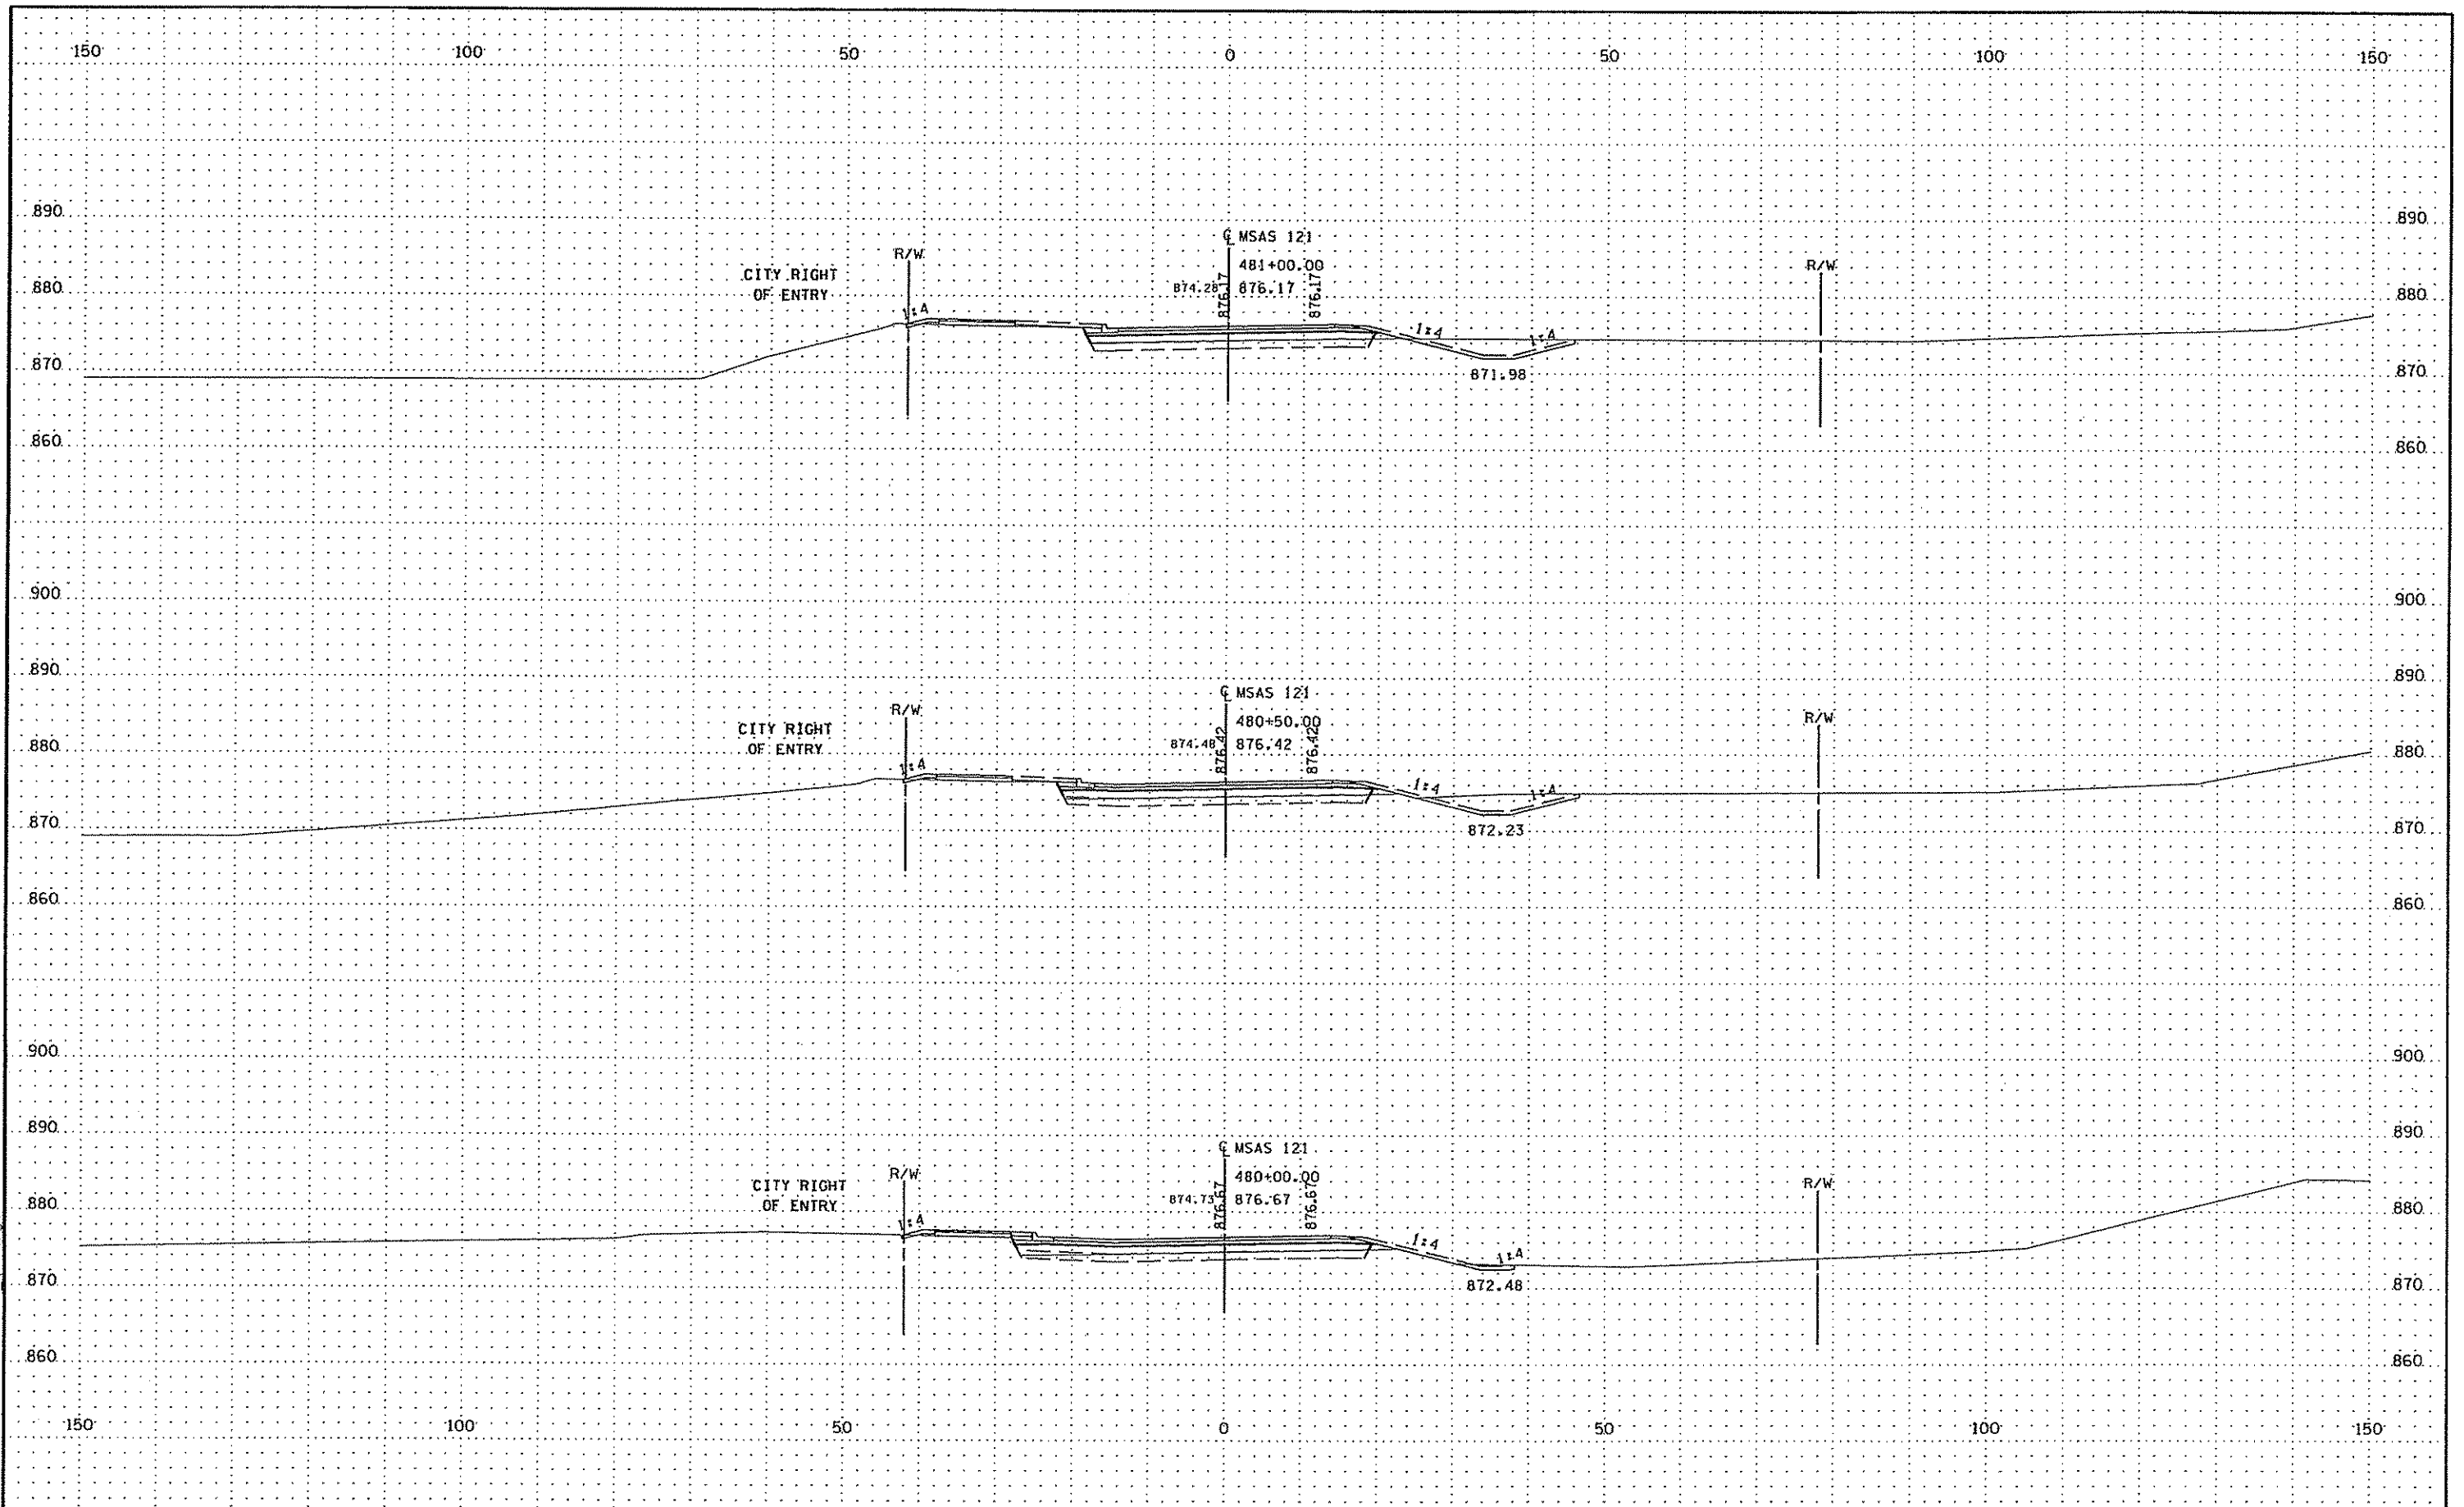 150 100 50 0 50 100 150
890 890
℄ MSAS 121
R/W
CITY RIGHT 481+00.00 R/W
874.28 876.17 876.17 876.17
880 OF ENTRY 880
1:4
1:4 1:4
870 871.98 870
860 860
900 900
890 890
℄ MSAS 121
R/W R/W
CITY RIGHT 480+50.00
874.48 876.42 876.42 876.42
880 OF ENTRY 880
1:4
1:4 1:4
870 872.23 870
860 860
900 900
890 890
℄ MSAS 121
R/W 480+00.00 R/W
CITY RIGHT
874.73 876.67 876.67 876.67
880 OF ENTRY 880
1:4
1:4 1:4
870 872.48 870
860 860
150 100 50 0 50 100 150